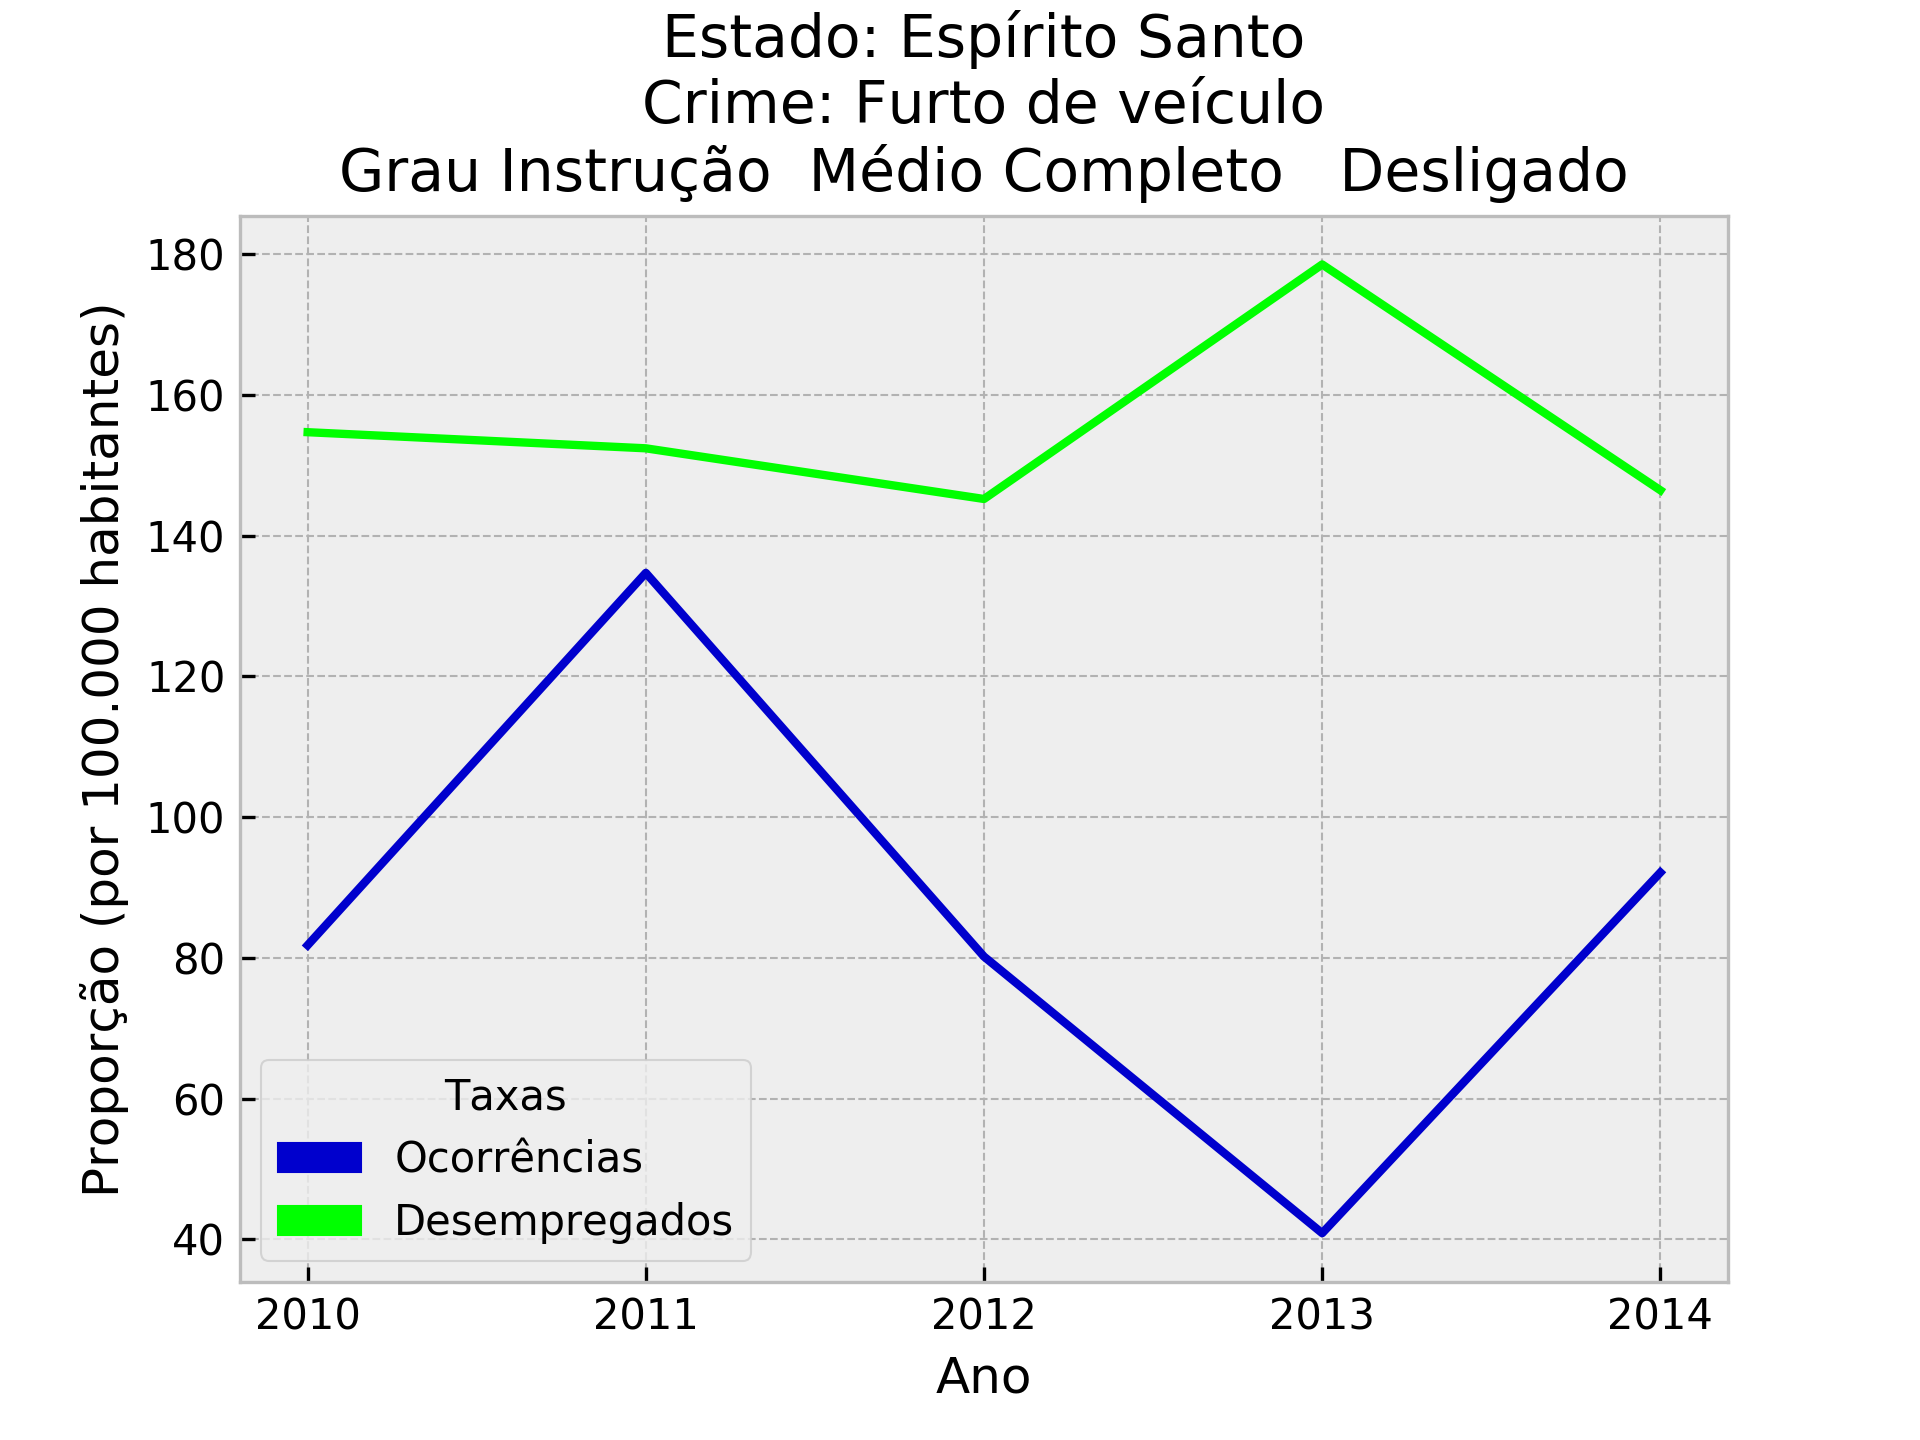 Estado: Espírito Santo
Crime: Furto de veículo
Grau Instrução  Médio Completo   Desligado
Proporção (por 100.000 habitantes)
180
160
140
120
100
80
60
40
Taxas
Ocorrências
Desempregados
2010 2011 2012 2013 2014
Ano